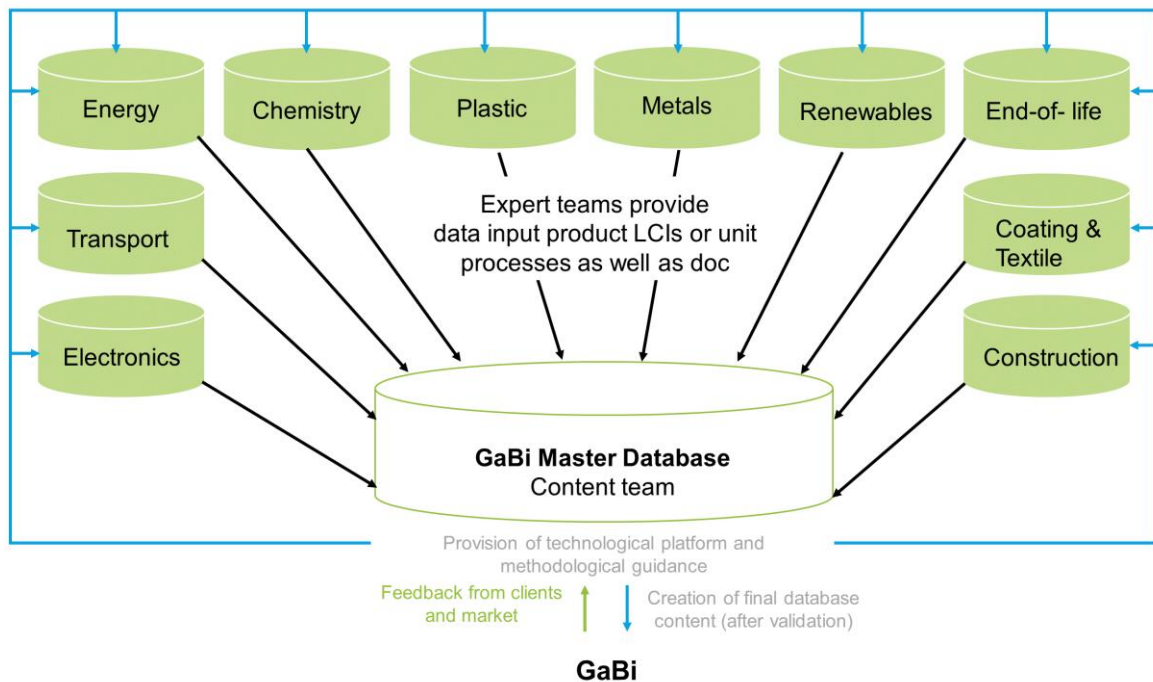 Energy
Chemistry
Plastic
Metals
Renewables
End-of- life
Expert teams provide
data input product LCIs or unit
processes as well as doc
Transport
Coating &
Textile
Electronics
Construction
GaBi Master Database
Content team
Provision of technological platform and
methodological guidance
Feedback from clients
and market
Creation of final database
content (after validation)
GaBi